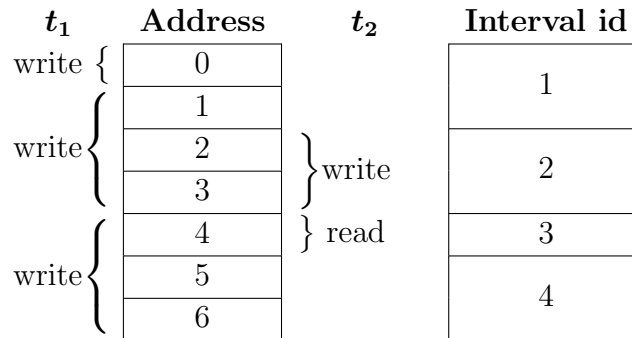 t₁ Address t₂ Interval id
write { 0
1
1
write { 2
} write
2
3
write { 4 } read 3
5
4
6